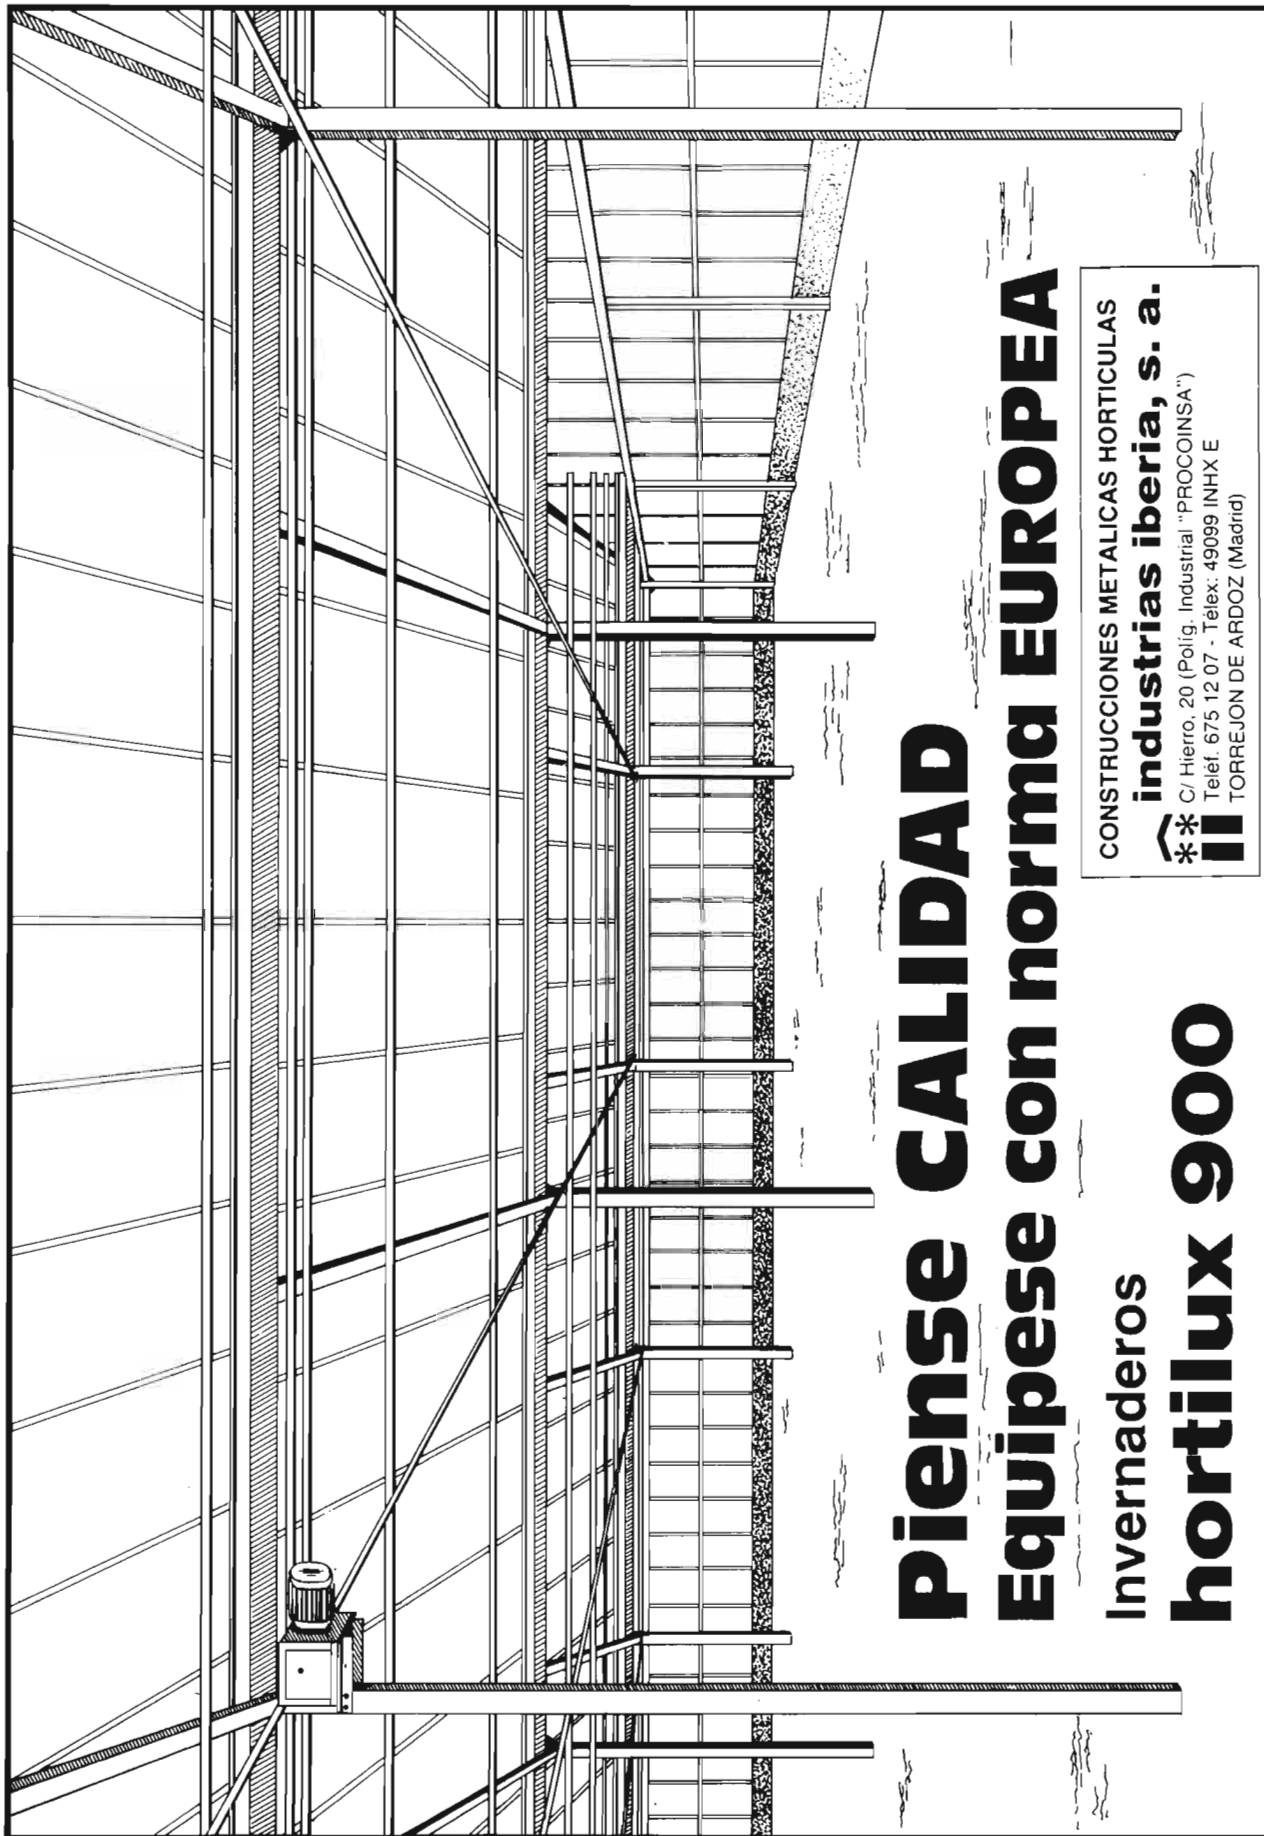 Piense CALIDAD
Equipese con norma EUROPEA
Invernaderos
hortilux 900
CONSTRUCCIONES METALICAS HORTICULAS
industrias iberia, s. a.
C/ Hierro, 20 (Políg. Industrial "PROCOINSA")
Teléf. 675 12 07 - Télex: 49099 INHX E
TORREJON DE ARDOZ (Madrid)